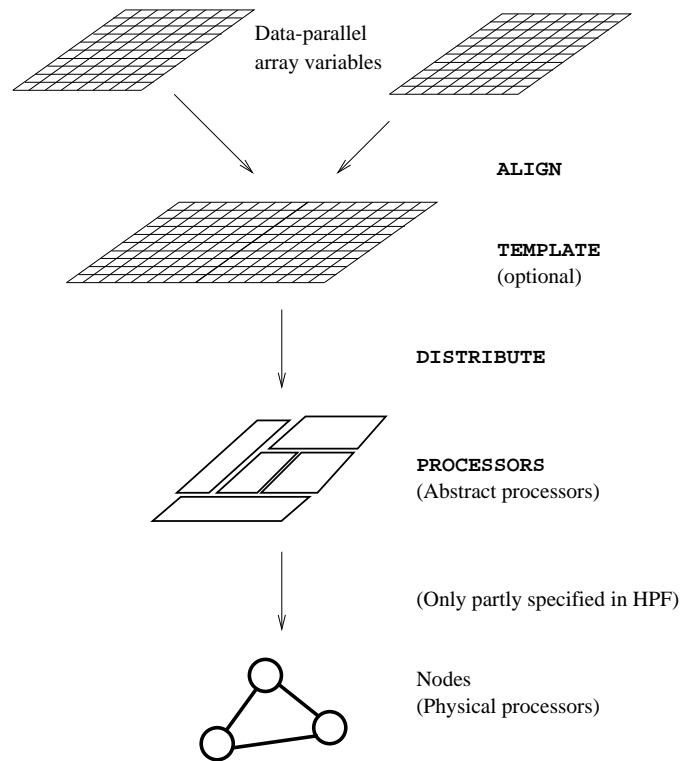 Data-parallel
array variables
ALIGN
TEMPLATE
(optional)
DISTRIBUTE
PROCESSORS
(Abstract processors)
(Only partly specified in HPF)
Nodes
(Physical processors)